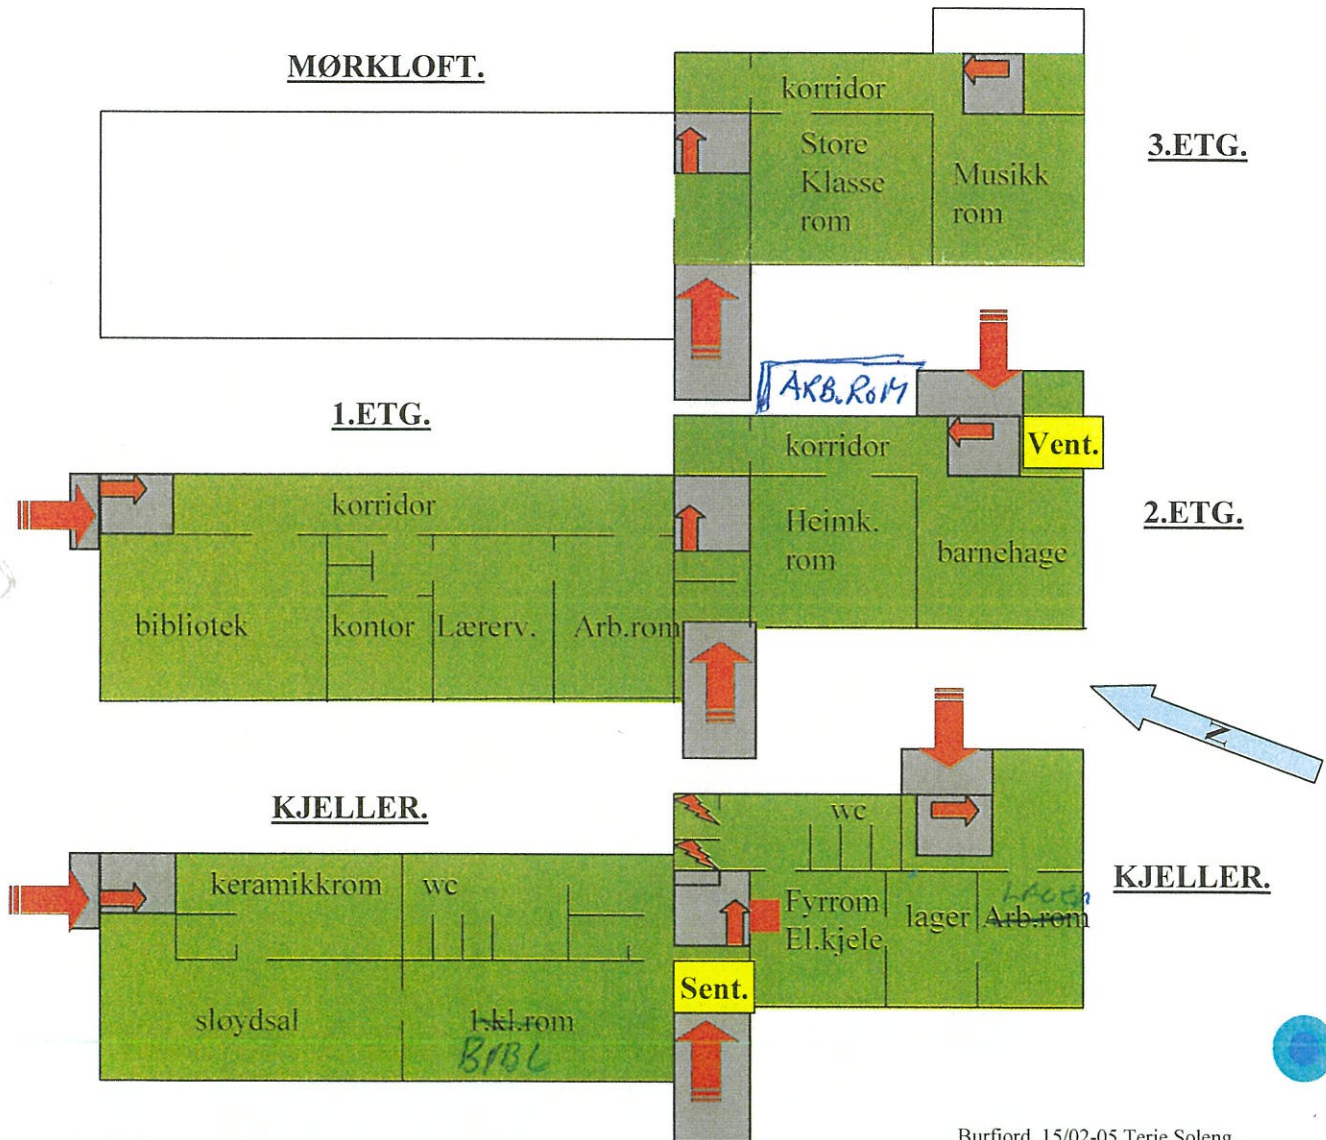 MØRKLOFT.
korridor
Store
Klasse
rom
Musikk
rom
3.ETG.
1.ETG.
ARB.ROM
korridor
Vent.
Heimk.
rom
barnehage
2.ETG.
korridor
bibliotek
kontor
Lærerv.
Arb.rom
N
KJELLER.
keramikkrom
wc
sløydsal
1.kl.rom
BIBL
wc
Fyrrom
El.kjele
lager
LAGER
Arb.rom
Sent.
KJELLER.
Burfjord, 15/02-05 Terje Soleng